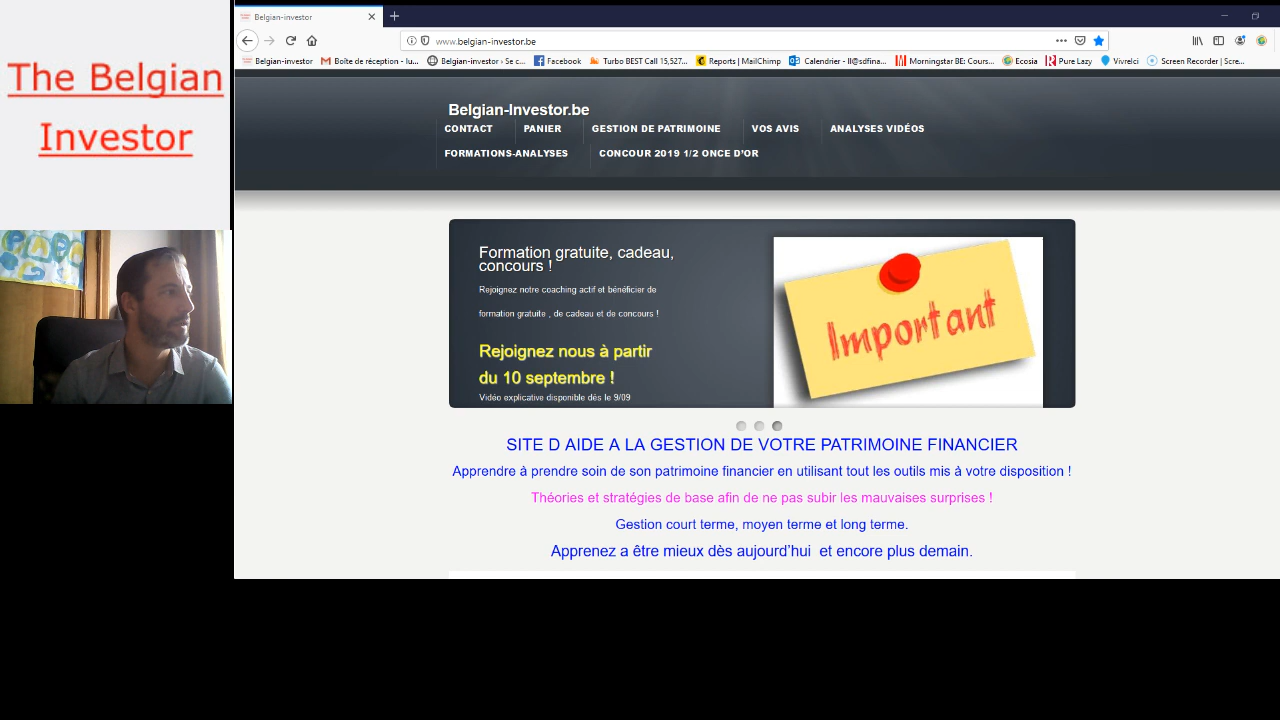 The Belgian
Investor
Belgian-investor
www.belgian-investor.be
Belgian-investor
Boîte de réception - lu...
Belgian-investor › Se c...
Facebook
Turbo BEST Call 15,527...
Reports | MailChimp
Calendrier - ll@sdfina...
Morningstar BE: Cours...
Ecosia
Pure Lazy
Vivrelci
Screen Recorder | Scre...
Belgian-Investor.be
CONTACT
PANIER
GESTION DE PATRIMOINE
VOS AVIS
ANALYSES VIDÉOS
FORMATIONS-ANALYSES
CONCOUR 2019 1/2 ONCE D'OR
Formation gratuite, cadeau,
concours !
Rejoignez notre coaching actif et bénéficier de
formation gratuite , de cadeau et de concours !
Rejoignez nous à partir
du 10 septembre !
Vidéo explicative disponible dès le 9/09
Important
SITE D AIDE A LA GESTION DE VOTRE PATRIMOINE FINANCIER
Apprendre à prendre soin de son patrimoine financier en utilisant tout les outils mis à votre disposition !
Théories et stratégies de base afin de ne pas subir les mauvaises surprises !
Gestion court terme, moyen terme et long terme.
Apprenez a être mieux dès aujourd'hui et encore plus demain.